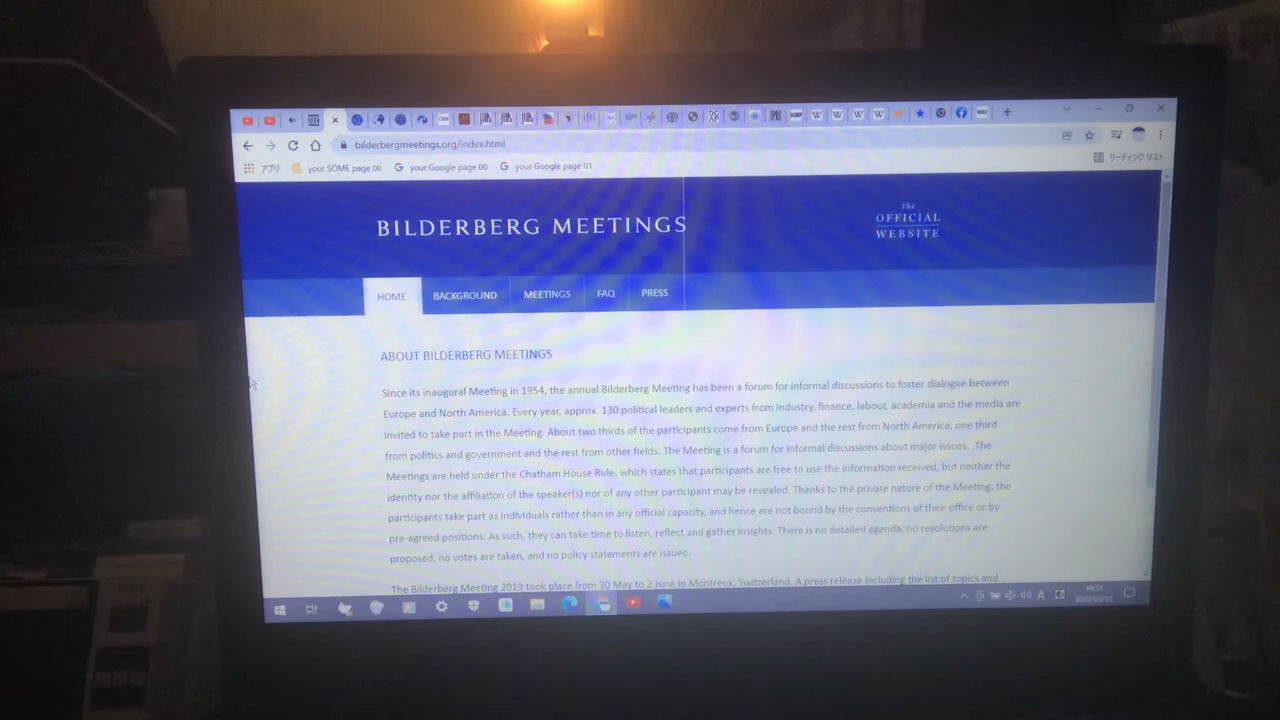 bilderbergmeetings.org/index.html
アプリ your SOME page 00 your Google page 00 your Google page 01 リーディング リスト
BILDERBERG MEETINGS
The
OFFICIAL
WEBSITE
HOME BACKGROUND MEETINGS FAQ PRESS
ABOUT BILDERBERG MEETINGS
Since its inaugural Meeting in 1954, the annual Bilderberg Meeting has been a forum for informal discussions to foster dialogue between
Europe and North America. Every year, approx. 130 political leaders and experts from industry, finance, labour, academia and the media are
invited to take part in the Meeting. About two thirds of the participants come from Europe and the rest from North America; one third
from politics and government and the rest from other fields. The Meeting is a forum for informal discussions about major issues. The
Meetings are held under the Chatham House Rule, which states that participants are free to use the information received, but neither the
identity nor the affiliation of the speaker(s) nor of any other participant may be revealed. Thanks to the private nature of the Meeting, the
participants take part as individuals rather than in any official capacity, and hence are not bound by the conventions of their office or by
pre-agreed positions. As such, they can take time to listen, reflect and gather insights. There is no detailed agenda, no resolutions are
proposed, no votes are taken, and no policy statements are issued.
The Bilderberg Meeting 2019 took place from 30 May to 2 June in Montreux, Switzerland. A press release including the list of topics and
A